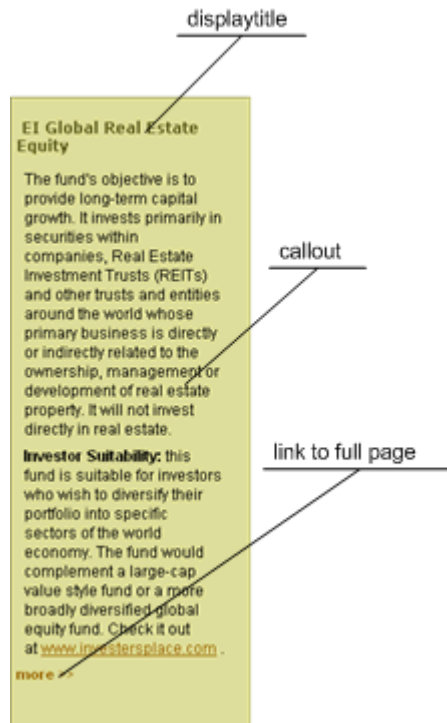 displaytitle
EI Global Real Estate
Equity
The fund's objective is to
provide long-term capital
growth. It invests primarily in
securities within
companies, Real Estate
Investment Trusts (REITs)
and other trusts and entities
around the world whose
primary business is directly
or indirectly related to the
ownership, management or
development of real estate
property. It will not invest
directly in real estate.
callout
Investor Suitability: this
fund is suitable for investors
who wish to diversify their
portfolio into specific
sectors of the world
economy. The fund would
complement a large-cap
value style fund or a more
broadly diversified global
equity fund. Check it out
at www.investersplace.com .
link to full page
more >>